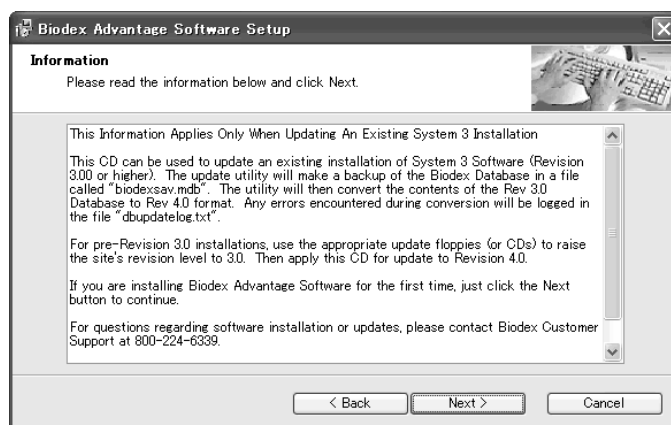 Biodex Advantage Software Setup
Information
Please read the information below and click Next.
This Information Applies Only When Updating An Existing System 3 Installation
This CD can be used to update an existing installation of System 3 Software (Revision
3.00 or higher). The update utility will make a backup of the Biodex Database in a file
called "biodexsav.mdb". The utility will then convert the contents of the Rev 3.0
Database to Rev 4.0 format. Any errors encountered during conversion will be logged in
the file "dbupdatelog.txt".
For pre-Revision 3.0 installations, use the appropriate update floppies (or CDs) to raise
the site's revision level to 3.0. Then apply this CD for update to Revision 4.0.
If you are installing Biodex Advantage Software for the first time, just click the Next
button to continue.
For questions regarding software installation or updates, please contact Biodex Customer
Support at 800-224-6339.
< Back
Next >
Cancel